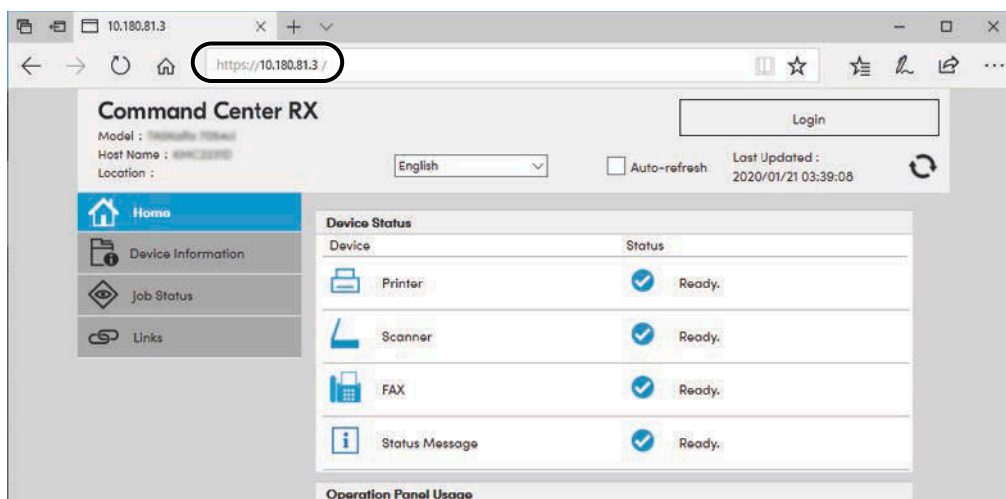 10.180.81.3
https://10.180.81.3 /
Command Center RX
Login
Model :
Host Name :
Location :
English
Auto-refresh
Last Updated :
2020/01/21 03:39:08
Home
Device Information
Job Status
Links
Device Status
Device Status
Printer Ready.
Scanner Ready.
FAX Ready.
Status Message Ready.
Operation Panel Usage